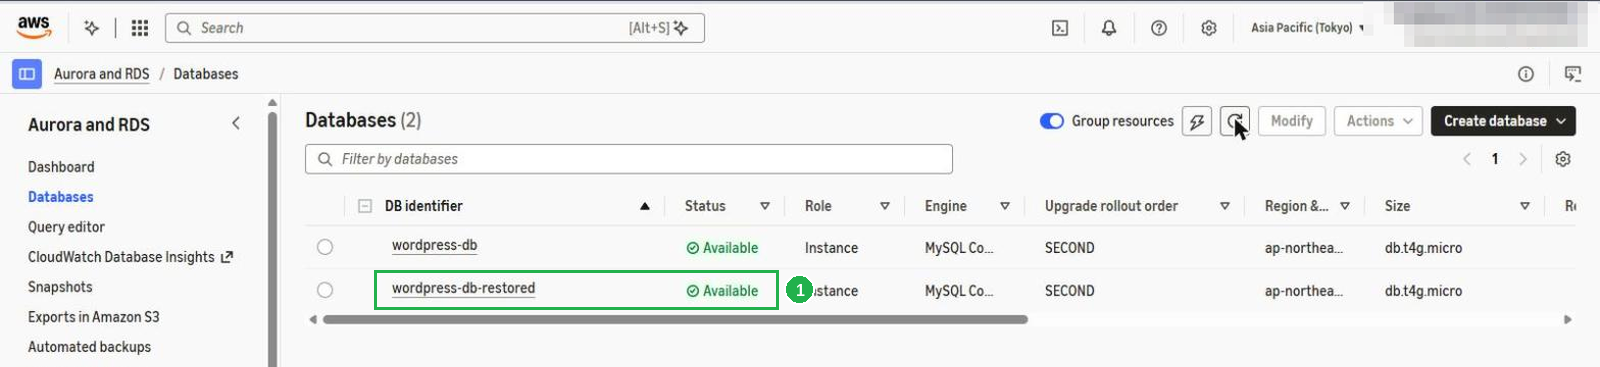 aws
Search
[Alt+S]
Asia Pacific (Tokyo)
Aurora and RDS / Databases
Aurora and RDS
Dashboard
Databases
Query editor
CloudWatch Database Insights
Snapshots
Exports in Amazon S3
Automated backups
Databases (2)
Group resources
Modify
Actions
Create database
Filter by databases
1
DB identifier Status Role Engine Upgrade rollout order Region &... Size
wordpress-db Available Instance MySQL Co... SECOND ap-northea... db.t4g.micro
wordpress-db-restored Available 1 stance MySQL Co... SECOND ap-northea... db.t4g.micro